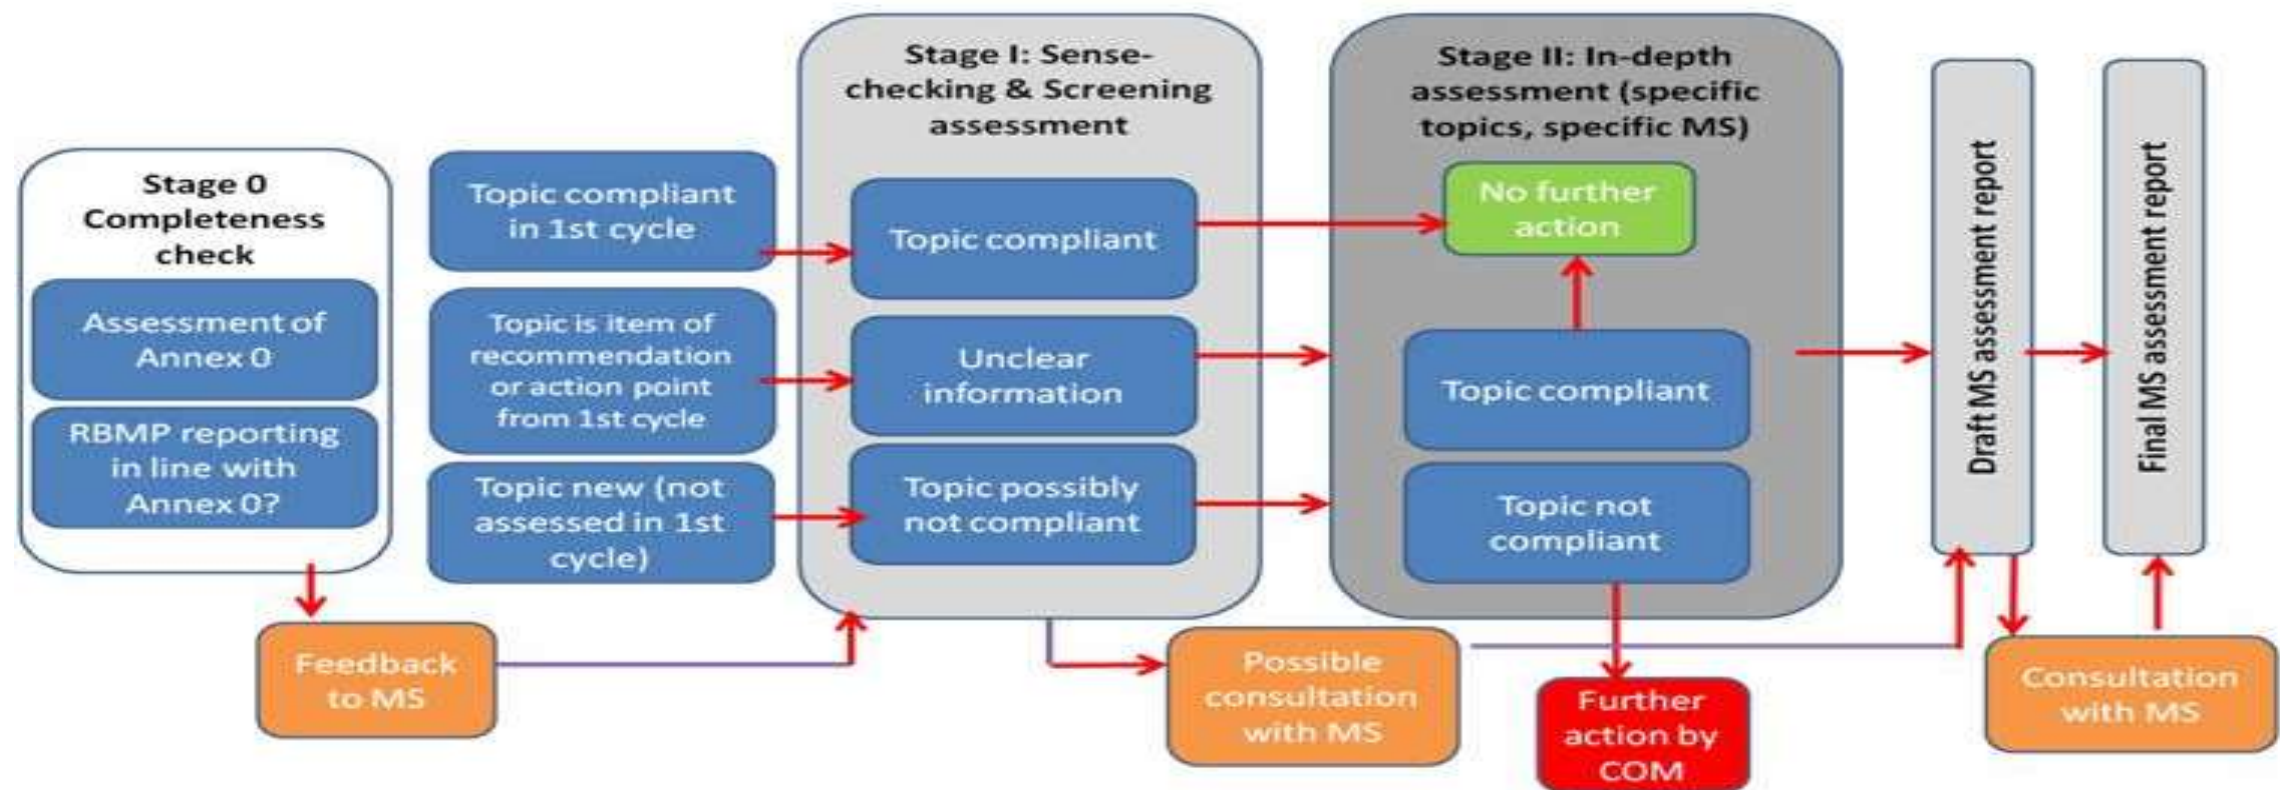 Stage 0
Completeness
check
Assessment of
Annex 0
RBMP reporting
in line with
Annex 0?
Feedback
to MS
Topic compliant
in 1st cycle
Topic is item of
recommendation
or action point
from 1st cycle
Topic new (not
assessed in 1st
cycle)
Stage I: Sense-
checking & Screening
assessment
Topic compliant
Unclear
information
Topic possibly
not compliant
Possible
consultation
with MS
Stage II: In-depth
assessment (specific
topics, specific MS)
No further
action
Topic compliant
Topic not
compliant
Further
action by
COM
Draft MS assessment report
Final MS assessment report
Consultation
with MS